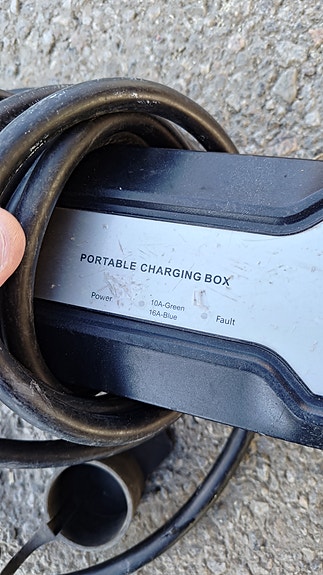 PORTABLE CHARGING BOX
Power
10A-Green
16A-Blue
Fault